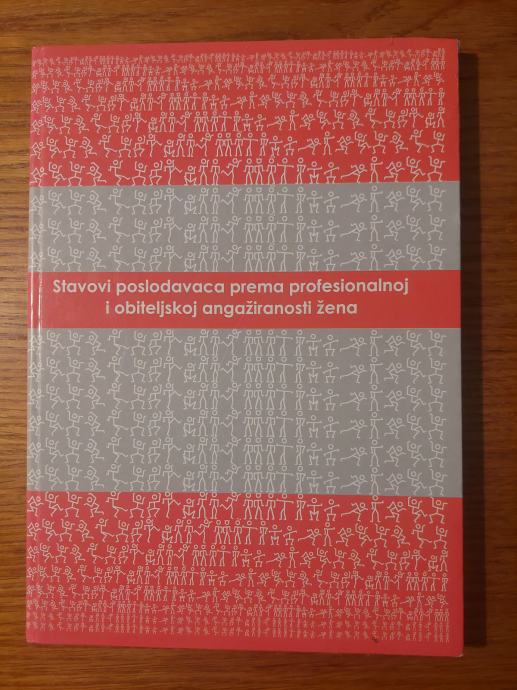 Stavovi poslodavaca prema profesionalnoj
i obiteljskoj angažiranosti žena